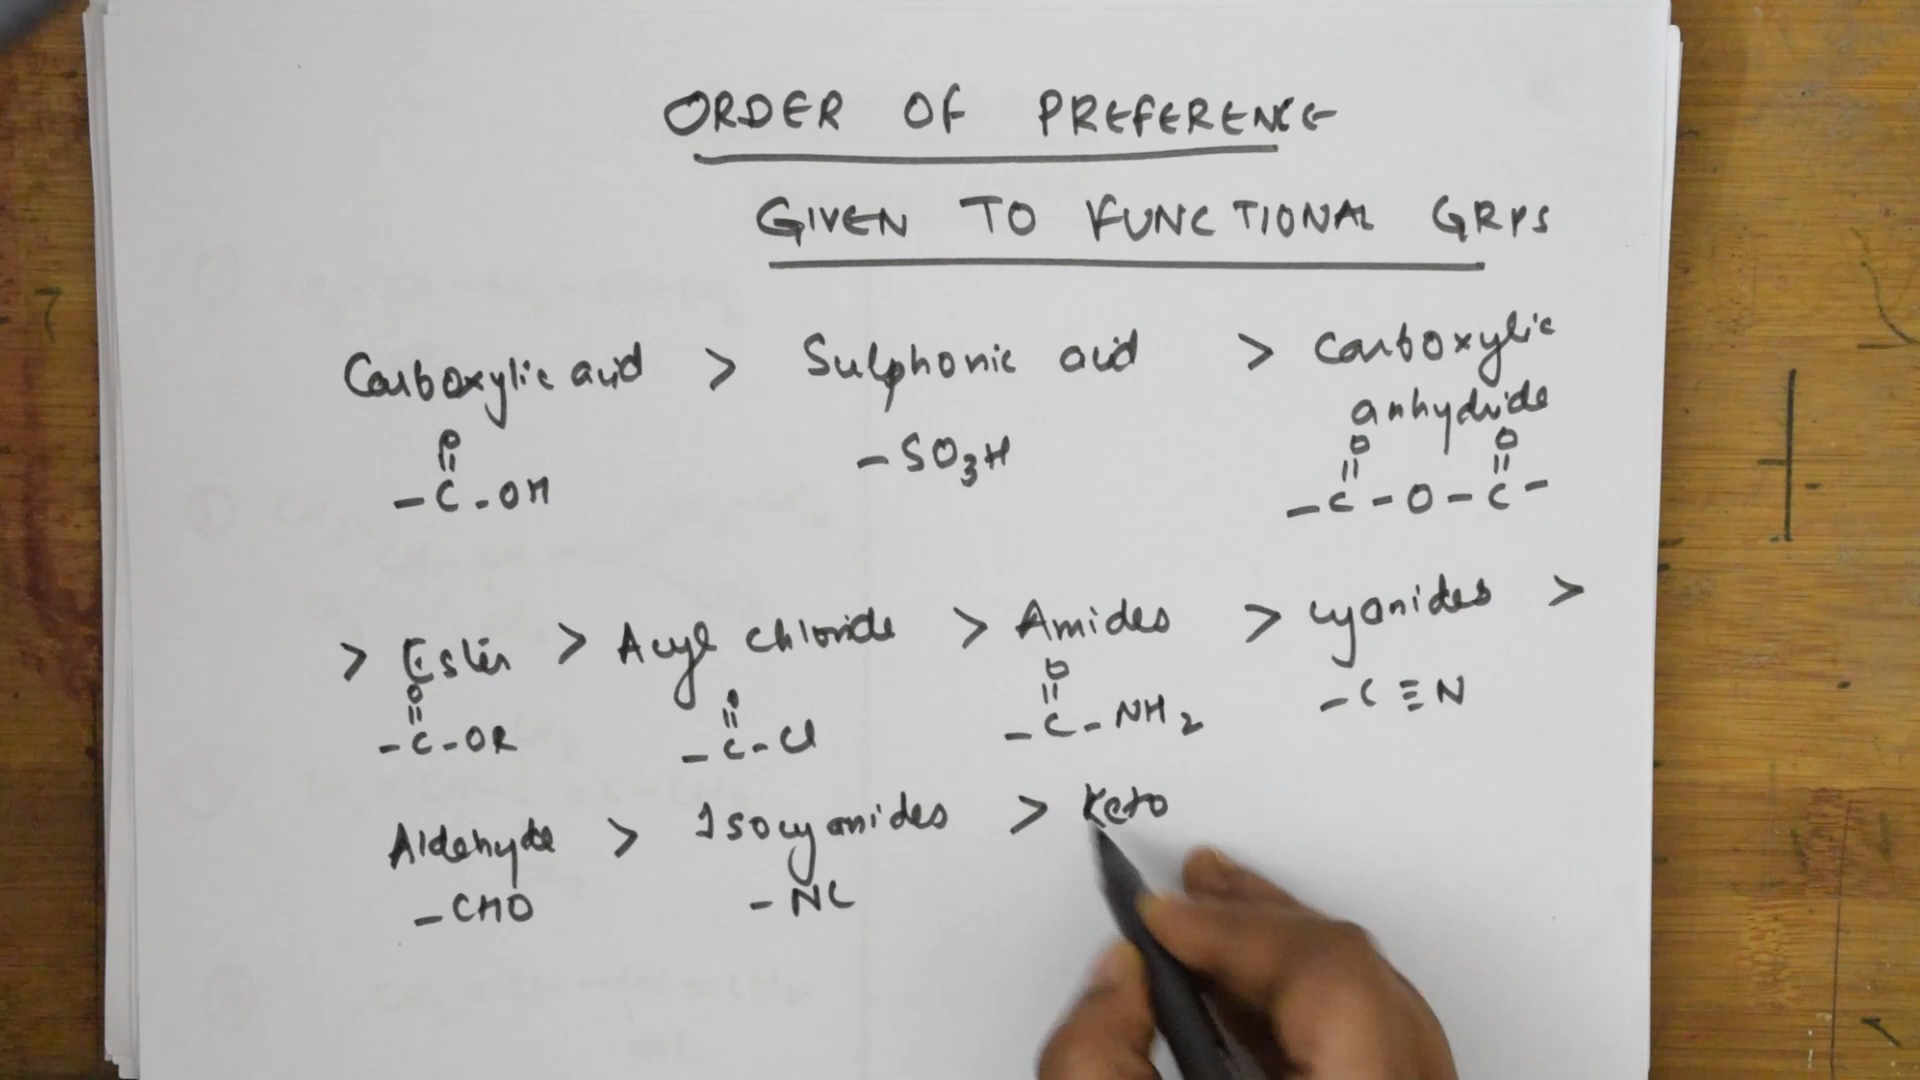 ORDER OF PREFERENCE
GIVEN TO FUNCTIONAL GRPS
Carboxylic acid > Sulphonic acid > Carboxylic
anhydride
O
||
-C-OH
-SO3H
O O
|| ||
-C-O-C-
> Ester > Acyl chloride > Amides > cyanides >
O
||
-C-OR
O
||
-C-Cl
O
||
-C-NH2
-C≡N
Aldehyde > Isocyanides > Keto
-CHO
-NC